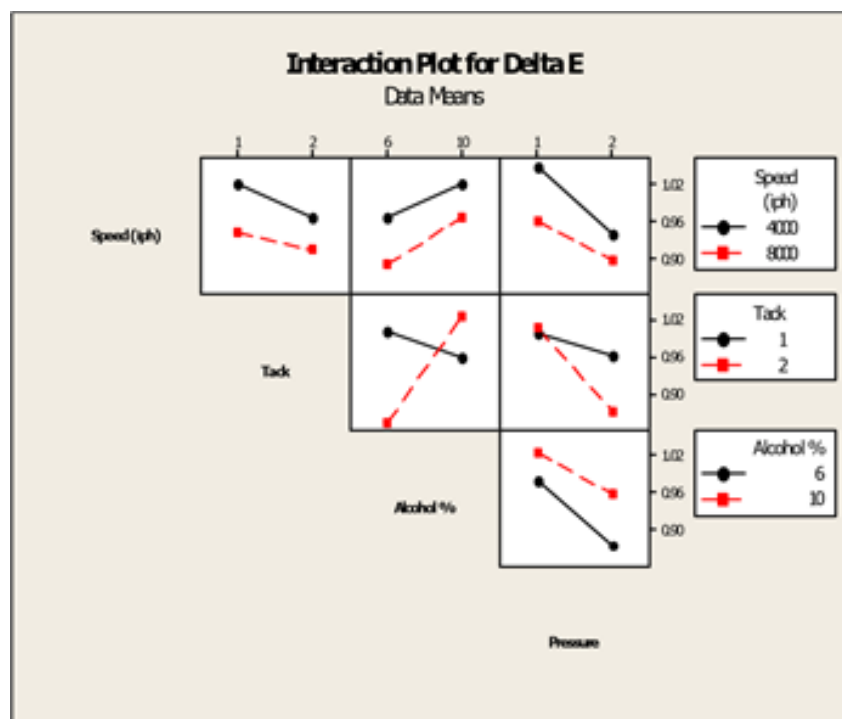 Interaction Plot for Delta E
Data Means
1 2 6 10 1 2
Speed (iph)
1.02
0.96
0.90
Speed
(iph)
4000
8000
Tack
1.02
0.96
0.90
Tack
1
2
Alcohol %
1.02
0.96
0.90
Alcohol %
6
10
Pressure